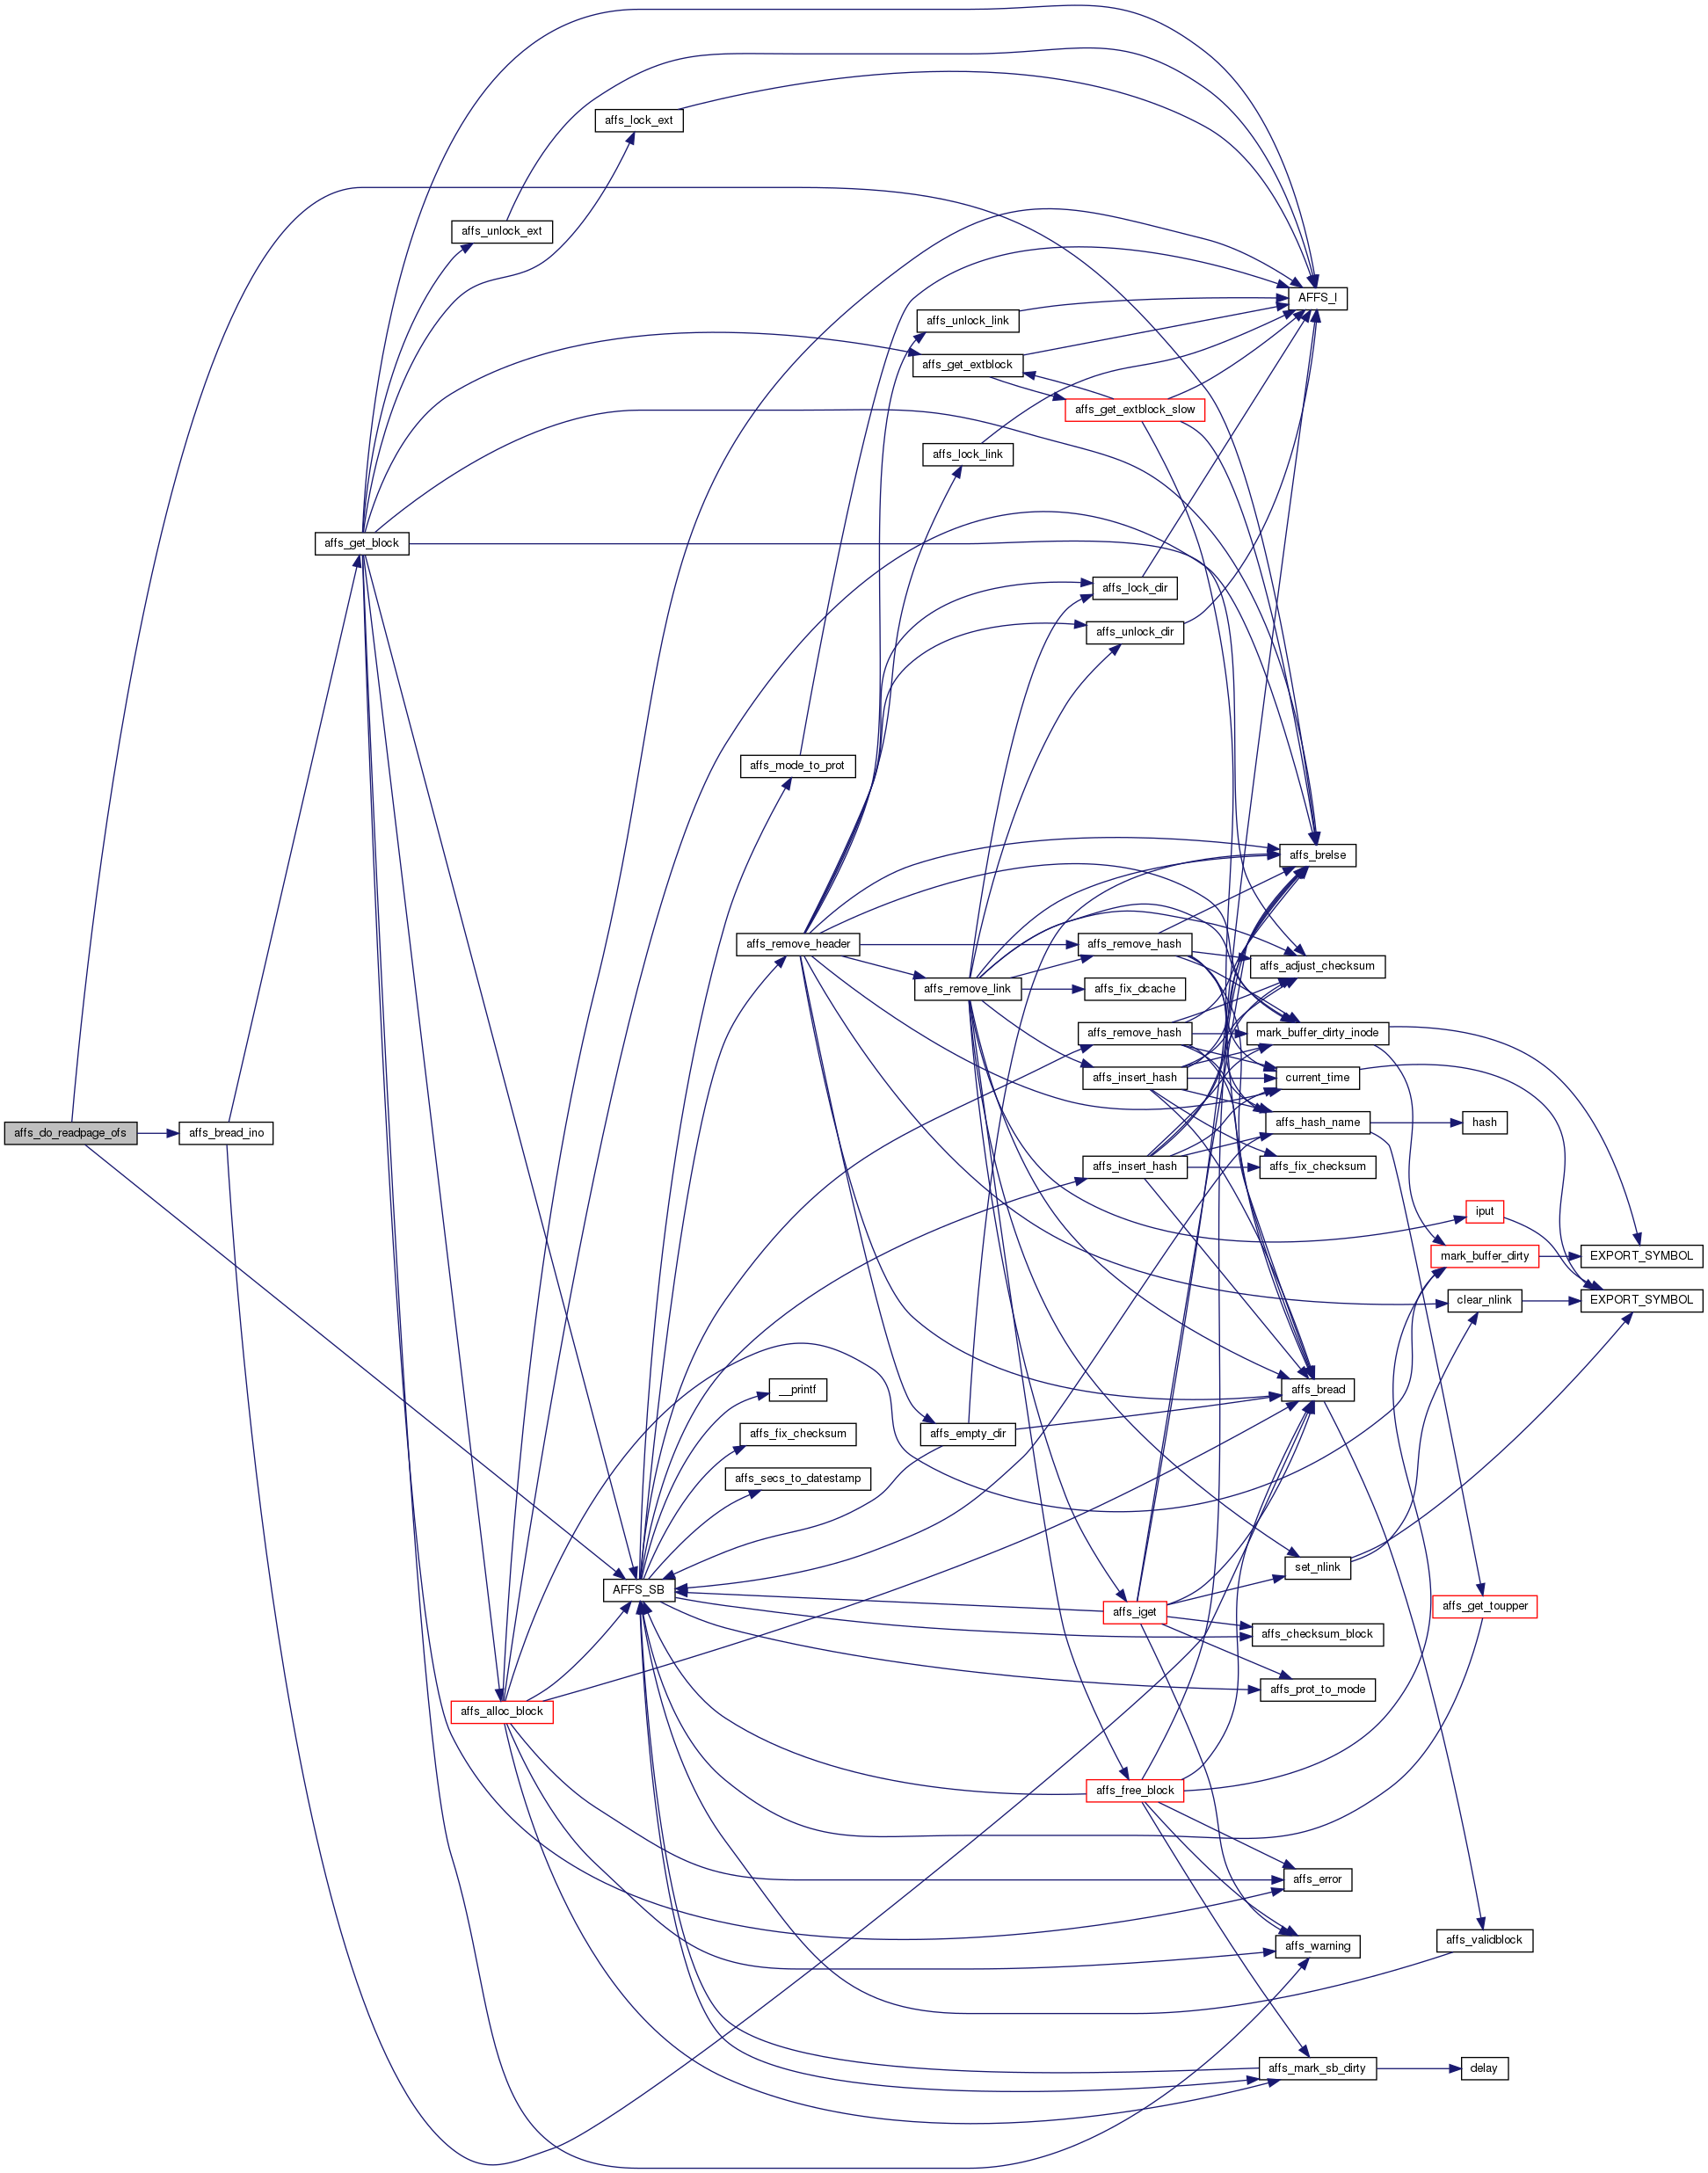 affs_lock_ext
affs_unlock_ext
AFFS_I
affs_unlock_link
affs_get_extblock
affs_get_extblock_slow
affs_lock_link
affs_get_block
affs_lock_dir
affs_unlock_dir
affs_mode_to_prot
affs_brelse
affs_remove_header
affs_remove_hash
affs_adjust_checksum
affs_remove_link
affs_fix_dcache
affs_remove_hash
mark_buffer_dirty_inode
affs_insert_hash
current_time
affs_hash_name
hash
affs_do_readpage_ofs
affs_bread_ino
affs_insert_hash
affs_fix_checksum
iput
mark_buffer_dirty
EXPORT_SYMBOL
clear_nlink
EXPORT_SYMBOL
__printf
affs_bread
affs_fix_checksum
affs_empty_dir
affs_secs_to_datestamp
set_nlink
AFFS_SB
affs_iget
affs_get_toupper
affs_checksum_block
affs_prot_to_mode
affs_alloc_block
affs_free_block
affs_error
affs_warning
affs_validblock
affs_mark_sb_dirty
delay